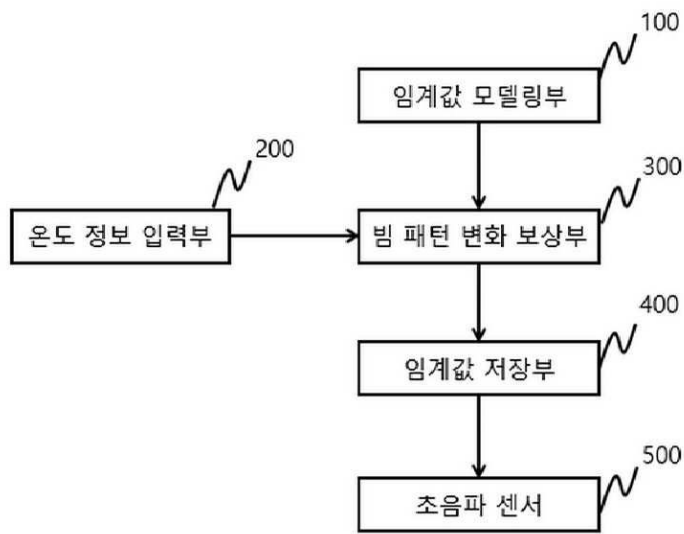 100
임계값 모델링부
200
온도 정보 입력부
300
빔 패턴 변화 보상부
400
임계값 저장부
500
초음파 센서